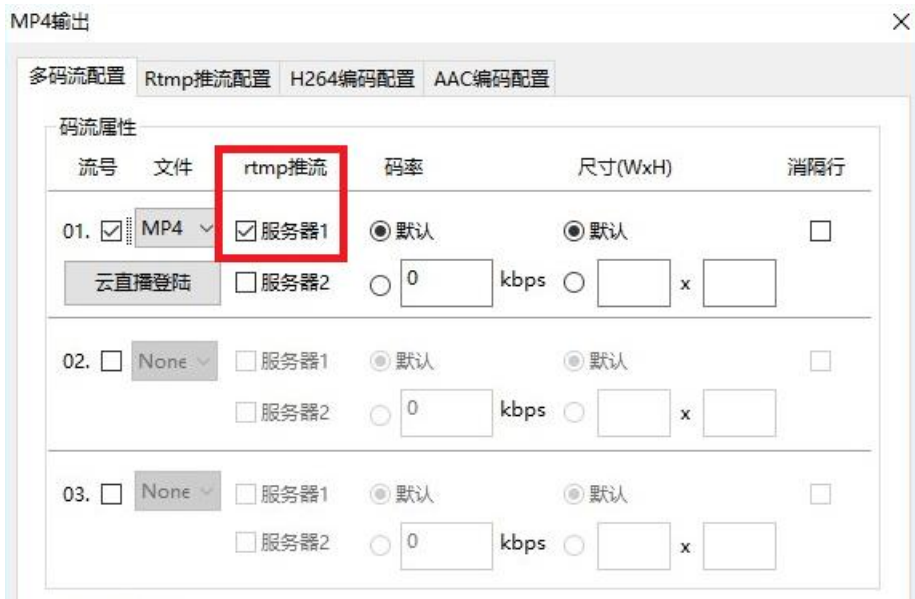 MP4输出
多码流配置 Rtmp推流配置 H264编码配置 AAC编码配置
码流属性
流号 文件 rtmp推流 码率 尺寸(WxH) 消隔行
01. MP4 服务器1 默认 默认
云直播登陆 服务器2 0 kbps x
02. None 服务器1 默认 默认
服务器2 0 kbps x
03. None 服务器1 默认 默认
服务器2 0 kbps x